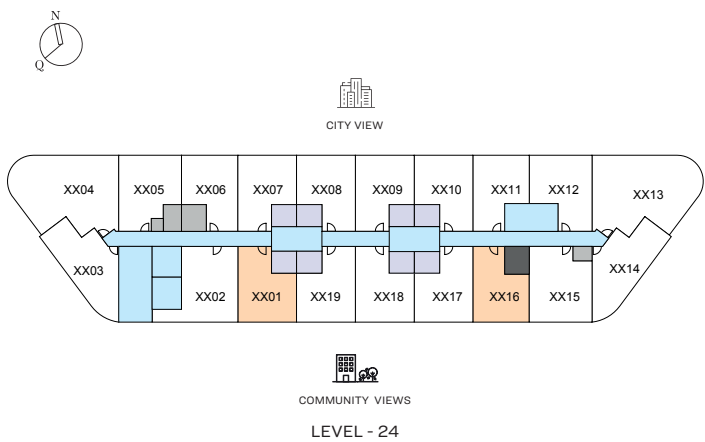 N
Q
CITY VIEW
XX04 XX05 XX06 XX07 XX08 XX09 XX10 XX11 XX12 XX13
XX03 XX14
XX02 XX01 XX19 XX18 XX17 XX16 XX15
COMMUNITY VIEWS
LEVEL - 24